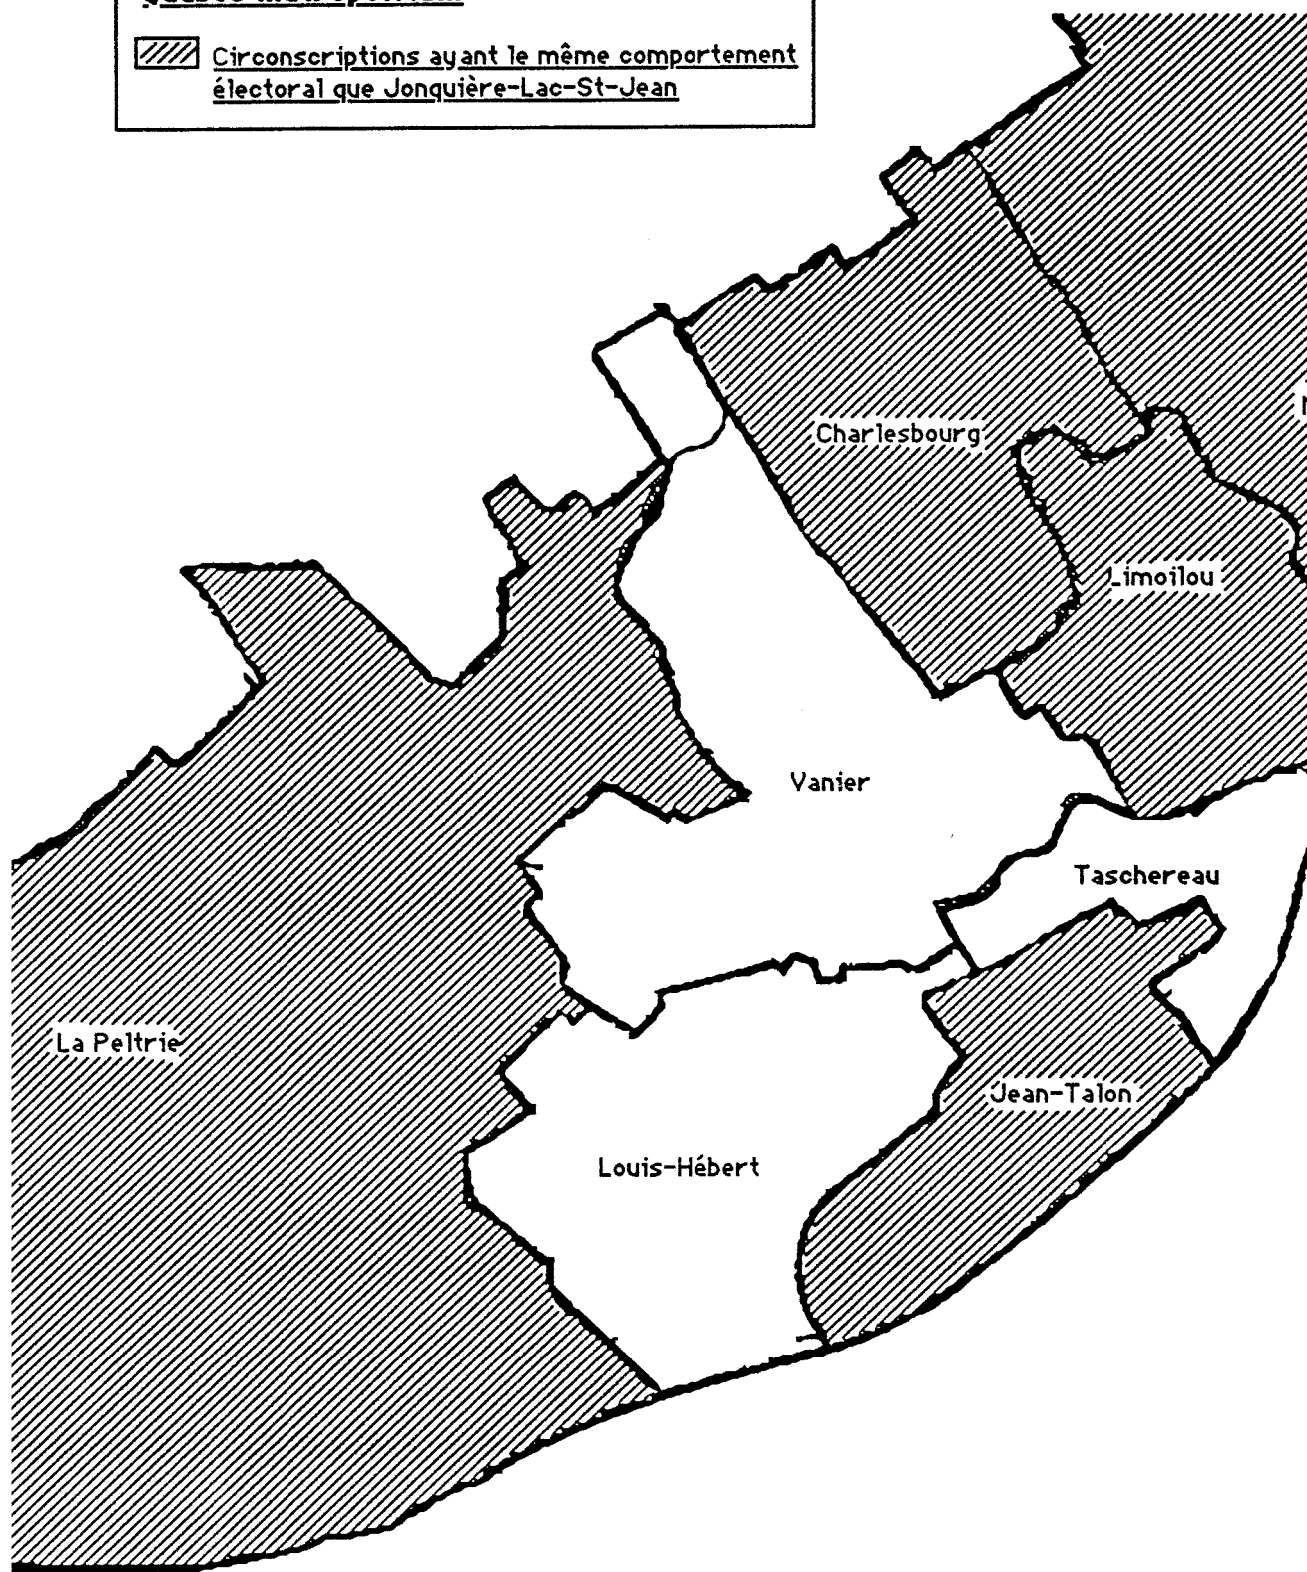 Circonscriptions ayant le même comportement
électoral que Jonquière-Lac-St-Jean
Charlesbourg
Limoilou
Vanier
Taschereau
La Peltrie
Jean-Talon
Louis-Hébert